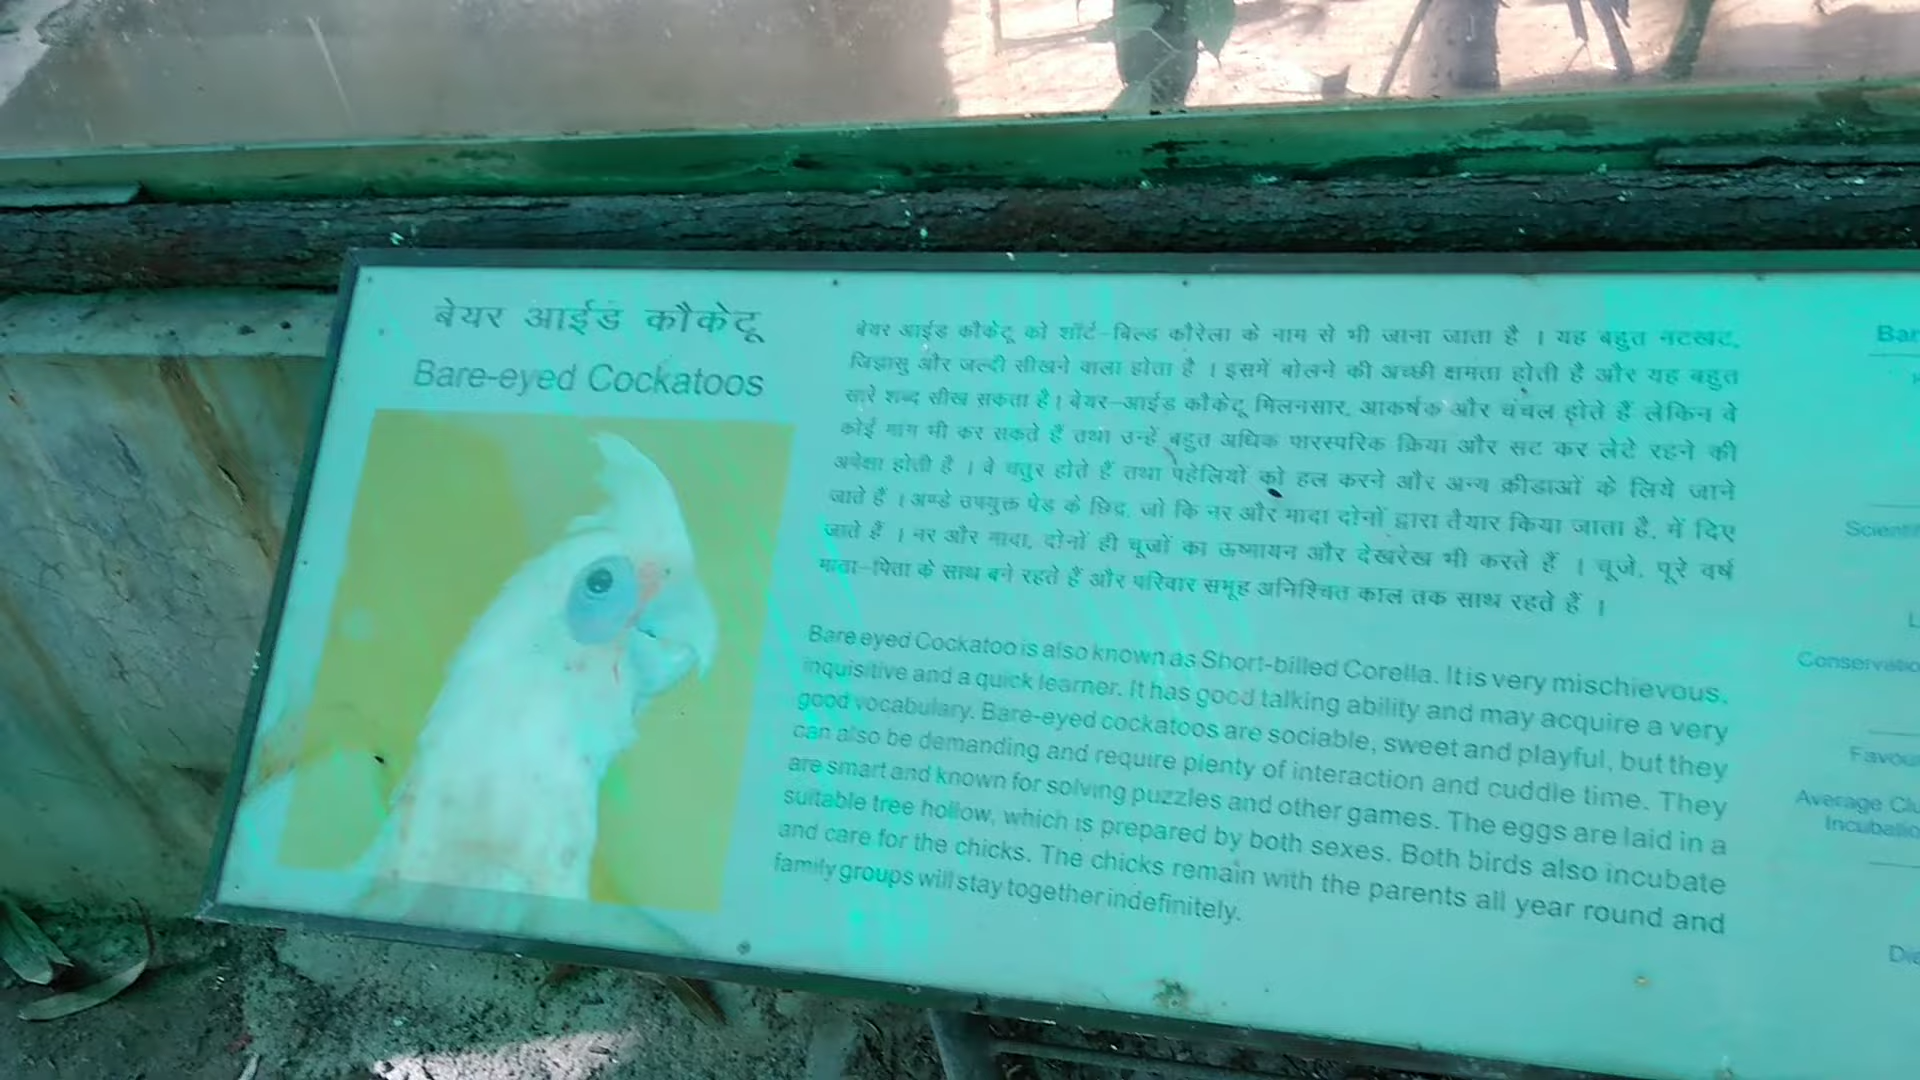 बेयर आईड कौकेटू
Bare-eyed Cockatoos
बेयर आईड कौकेटू को शॉर्ट-बिल्ड कौरेला के नाम से भी जाना जाता है । यह बहुत नटखट,
जिज्ञासु और जल्दी सीखने वाला होता है । इसमें बोलने की अच्छी क्षमता होती है और यह बहुत
सारे शब्द सीख सकता है। बेयर-आईड कौकेटू मिलनसार, आकर्षक और चंचल होते हैं लेकिन वे
कोई मांग भी कर सकते हैं तथा उन्हें बहुत अधिक पारस्परिक क्रिया और सट कर लेटे रहने की
अपेक्षा होती है । वे चतुर होते हैं तथा पहेलियों को हल करने और अन्य क्रीडाओं के लिये जाने
जाते हैं । अण्डे उपयुक्त पेड़ के छिद्र, जो कि नर और मादा दोनों द्वारा तैयार किया जाता है, में दिए
जाते हैं । नर और मादा, दोनों ही चूजों का ऊष्मायन और देखरेख भी करते हैं । चूजे, पूरे वर्ष
माता-पिता के साथ बने रहते हैं और परिवार समूह अनिश्चित काल तक साथ रहते हैं ।
Bare eyed Cockatoo is also known as Short-billed Corella. It is very mischievous,
inquisitive and a quick learner. It has good talking ability and may acquire a very
good vocabulary. Bare-eyed cockatoos are sociable, sweet and playful, but they
can also be demanding and require plenty of interaction and cuddle time. They
are smart and known for solving puzzles and other games. The eggs are laid in a
suitable tree hollow, which is prepared by both sexes. Both birds also incubate
and care for the chicks. The chicks remain with the parents all year round and
family groups will stay together indefinitely.
Bar
Scientif
Conservatio
Favour
Average Clu
Incubatio
Die